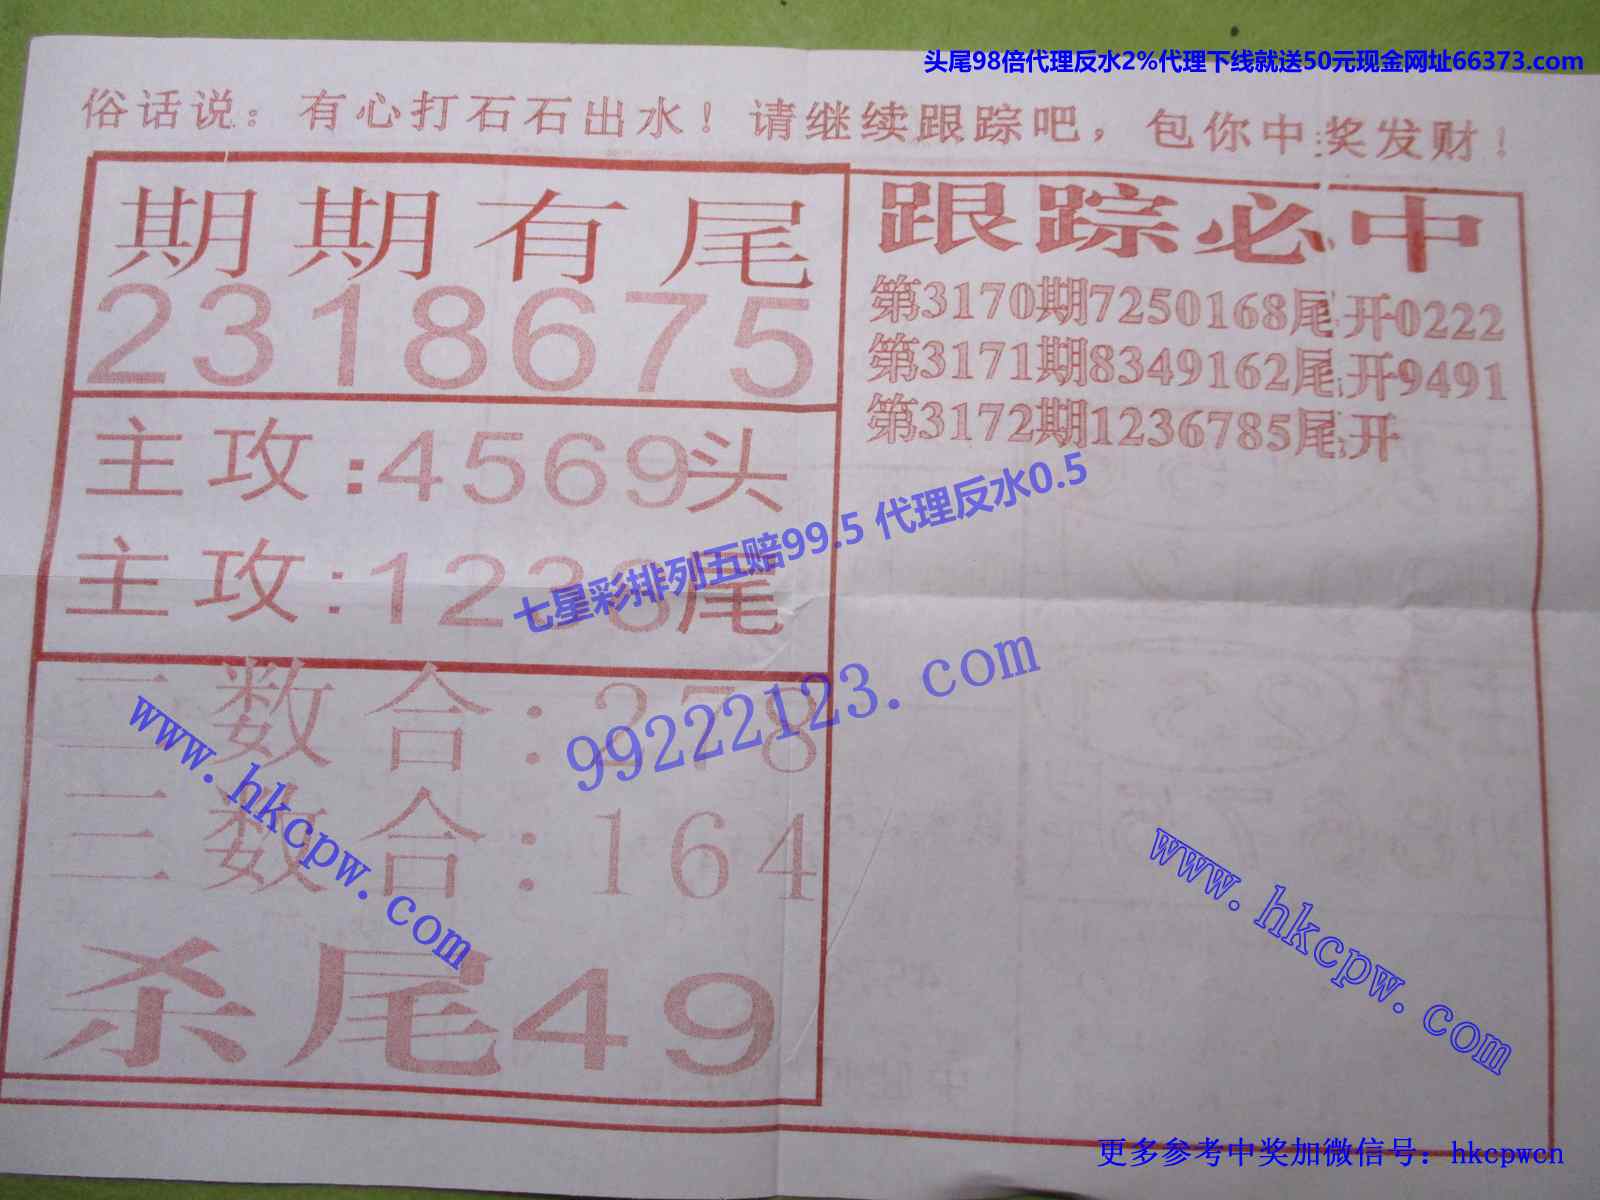 头尾98倍代理反水2%代理下线就送50元现金网址66373.com
俗话说：有心打石石出水！请继续跟踪吧，包你中奖发财！
期期有尾
2318675
主攻:4569头
主攻:1236尾
二数合:278
三数合:164
杀尾49
跟踪必中
第3170期7250168尾开0222
第3171期8349162尾开9491
第3172期1236785尾开
七星彩排列五赔99.5 代理反水0.5
99222123.com
www.hkcpw.com
www.hkcpw.com
更多参考中奖加微信号：hkcpwcn